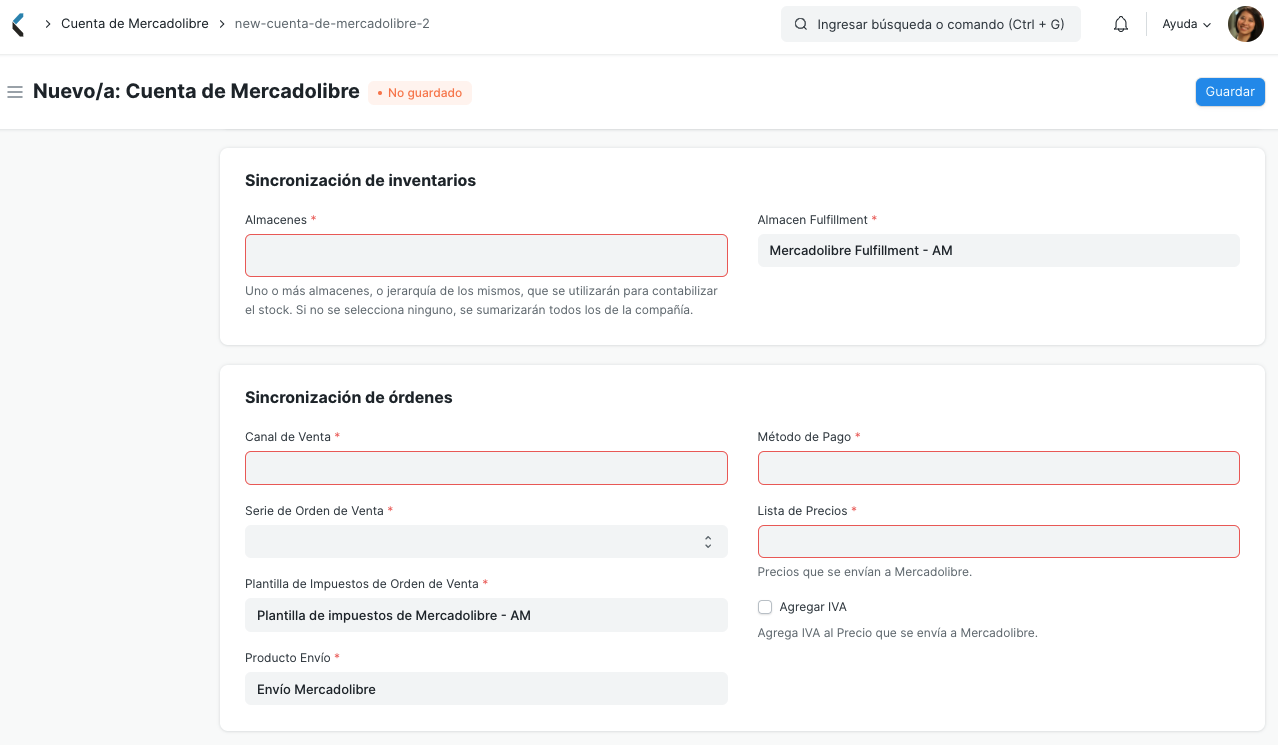 Cuenta de Mercadolibre
new-cuenta-de-mercadolibre-2
Ingresar búsqueda o comando (Ctrl + G)
Ayuda
Nuevo/a: Cuenta de Mercadolibre
No guardado
Guardar
Sincronización de inventarios
Almacenes *
Uno o más almacenes, o jerarquía de los mismos, que se utilizarán para contabilizar
el stock. Si no se selecciona ninguno, se sumarizarán todos los de la compañía.
Almacen Fulfillment *
Mercadolibre Fulfillment - AM
Sincronización de órdenes
Canal de Venta *
Serie de Orden de Venta *
Plantilla de Impuestos de Orden de Venta *
Plantilla de impuestos de Mercadolibre - AM
Producto Envío *
Envío Mercadolibre
Método de Pago *
Lista de Precios *
Precios que se envían a Mercadolibre.
Agregar IVA
Agrega IVA al Precio que se envía a Mercadolibre.